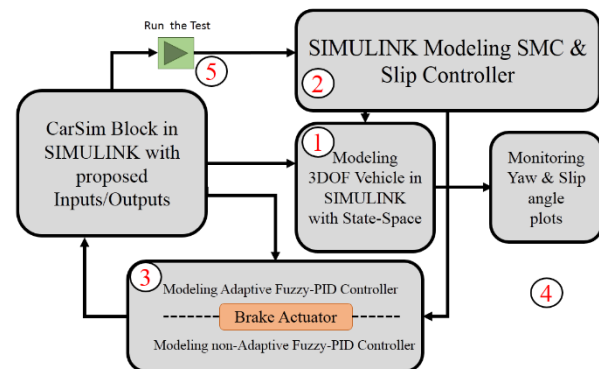 Run the Test
5
SIMULINK Modeling SMC &
Slip Controller
2
CarSim Block in
SIMULINK with
proposed
Inputs/Outputs
1
Modeling
3DOF Vehicle in
SIMULINK
with State-Space
Monitoring
Yaw & Slip
angle
plots
3
Modeling Adaptive Fuzzy-PID Controller
Brake Actuator
Modeling non-Adaptive Fuzzy-PID Controller
4